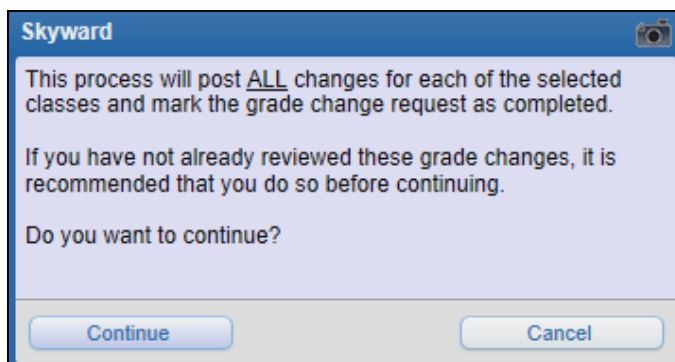 Skyward
This process will post ALL changes for each of the selected
classes and mark the grade change request as completed.
If you have not already reviewed these grade changes, it is
recommended that you do so before continuing.
Do you want to continue?
Continue
Cancel